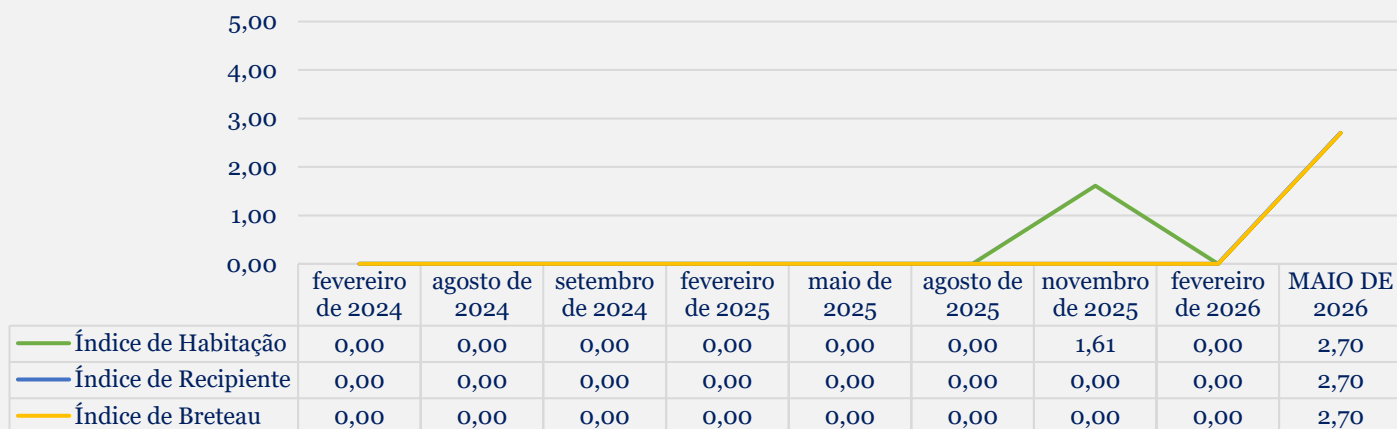 5,00
4,00
3,00
2,00
1,00
0,00
fevereiro de 2024 agosto de 2024 setembro de 2024 fevereiro de 2025 maio de 2025 agosto de 2025 novembro de 2025 fevereiro de 2026 MAIO DE 2026
Índice de Habitação 0,00 0,00 0,00 0,00 0,00 0,00 1,61 0,00 2,70
Índice de Recipiente 0,00 0,00 0,00 0,00 0,00 0,00 0,00 0,00 2,70
Índice de Breteau 0,00 0,00 0,00 0,00 0,00 0,00 0,00 0,00 2,70